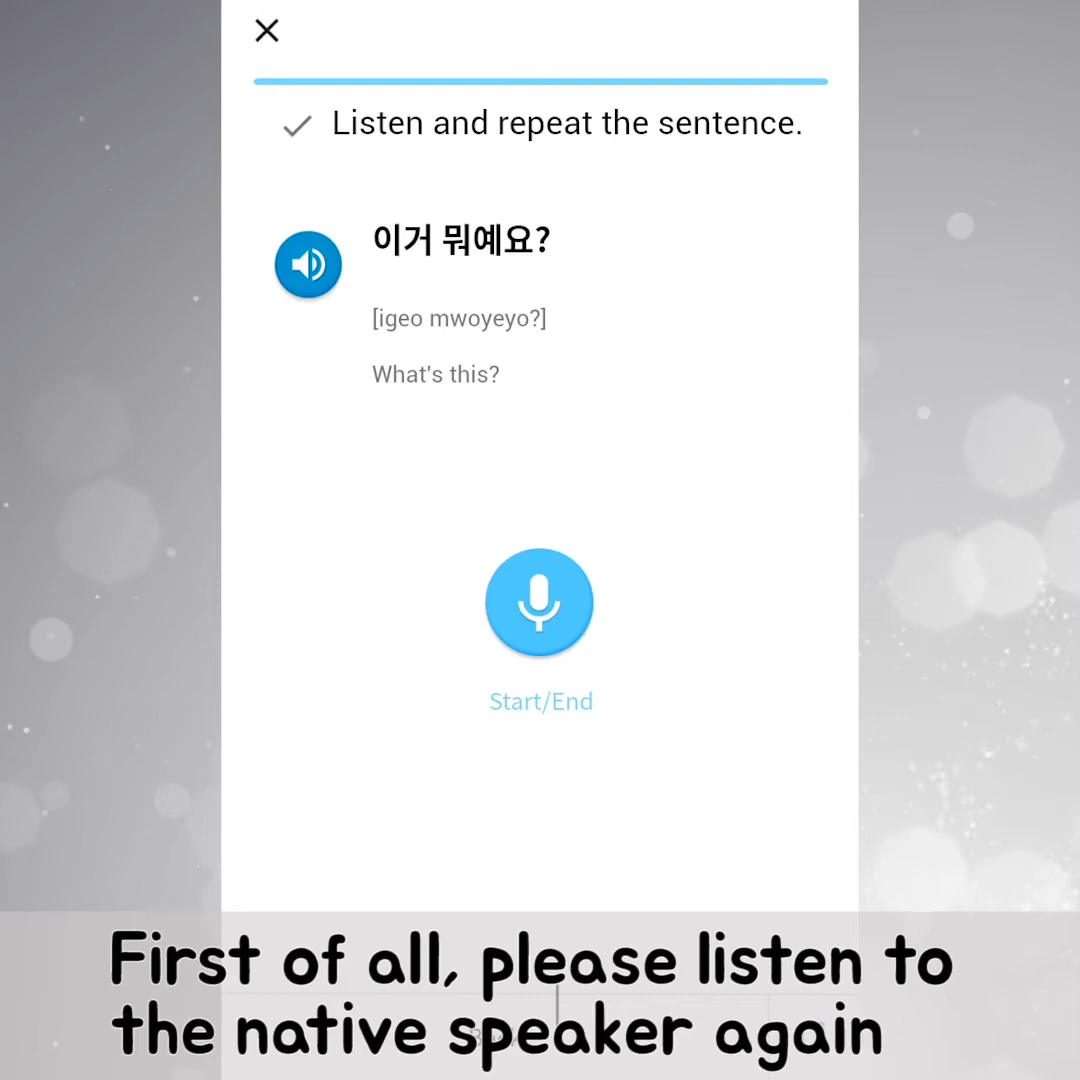 Listen and repeat the sentence.
이거 뭐예요?
[igeo mwoyeyo?]
What's this?
Start/End
First of all, please listen to
the native speaker again